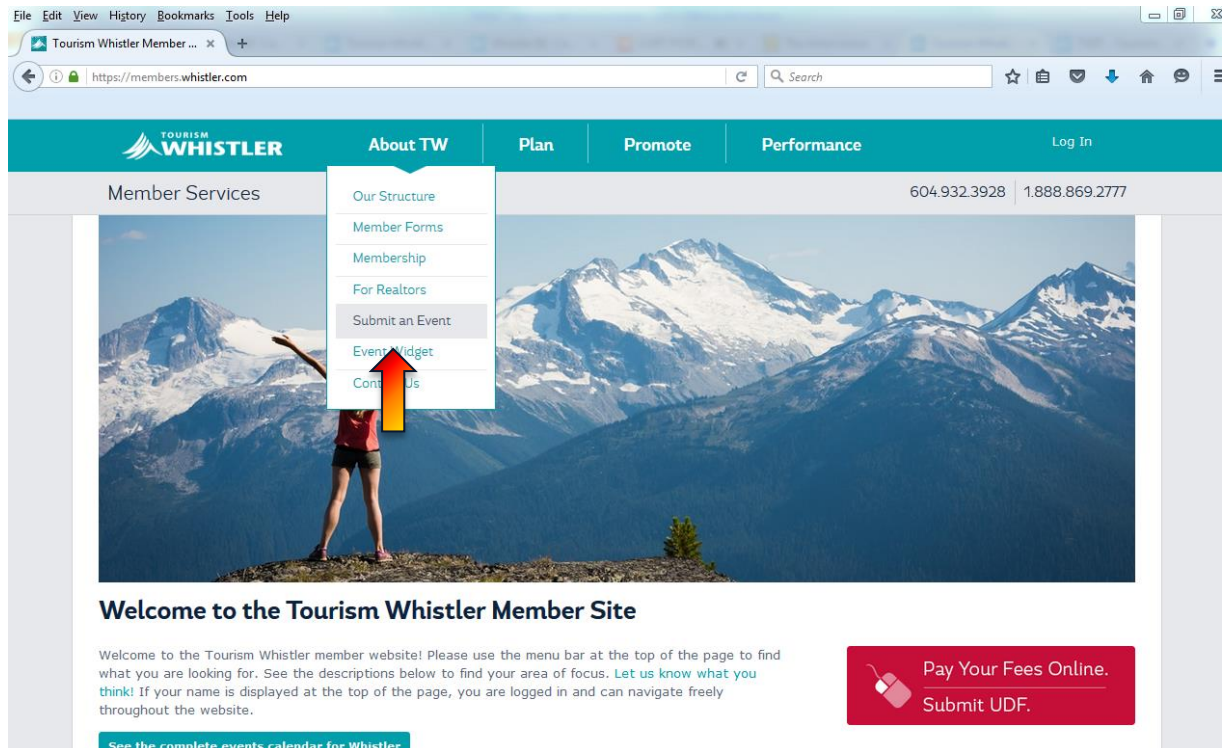 File Edit View History Bookmarks Tools Help
Tourism Whistler Member ... × +
https://members.whistler.com
Search
TOURISM
WHISTLER
About TW Plan Promote Performance Log In
Member Services
604.932.3928 1.888.869.2777
Our Structure
Member Forms
Membership
For Realtors
Submit an Event
Event Widget
Us
Welcome to the Tourism Whistler Member Site
Welcome to the Tourism Whistler member website! Please use the menu bar at the top of the page to find
what you are looking for. See the descriptions below to find your area of focus. Let us know what you
think! If your name is displayed at the top of the page, you are logged in and can navigate freely
throughout the website.
Pay Your Fees Online.
Submit UDF.
See the complete events calendar for Whistler